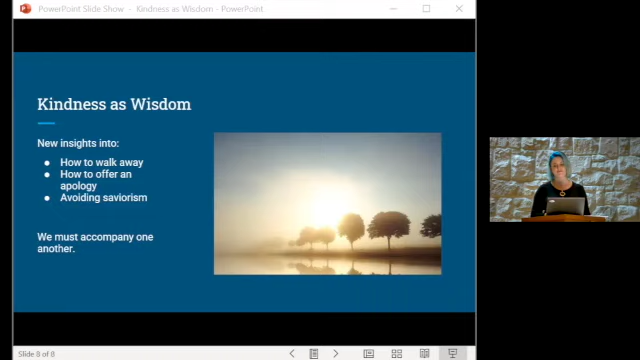 PowerPoint Slide Show - Kindness as Wisdom - PowerPoint
Kindness as Wisdom
New insights into:
● How to walk away
● How to offer an
apology
● Avoiding saviorism
We must accompany one
another.
Slide 8 of 8